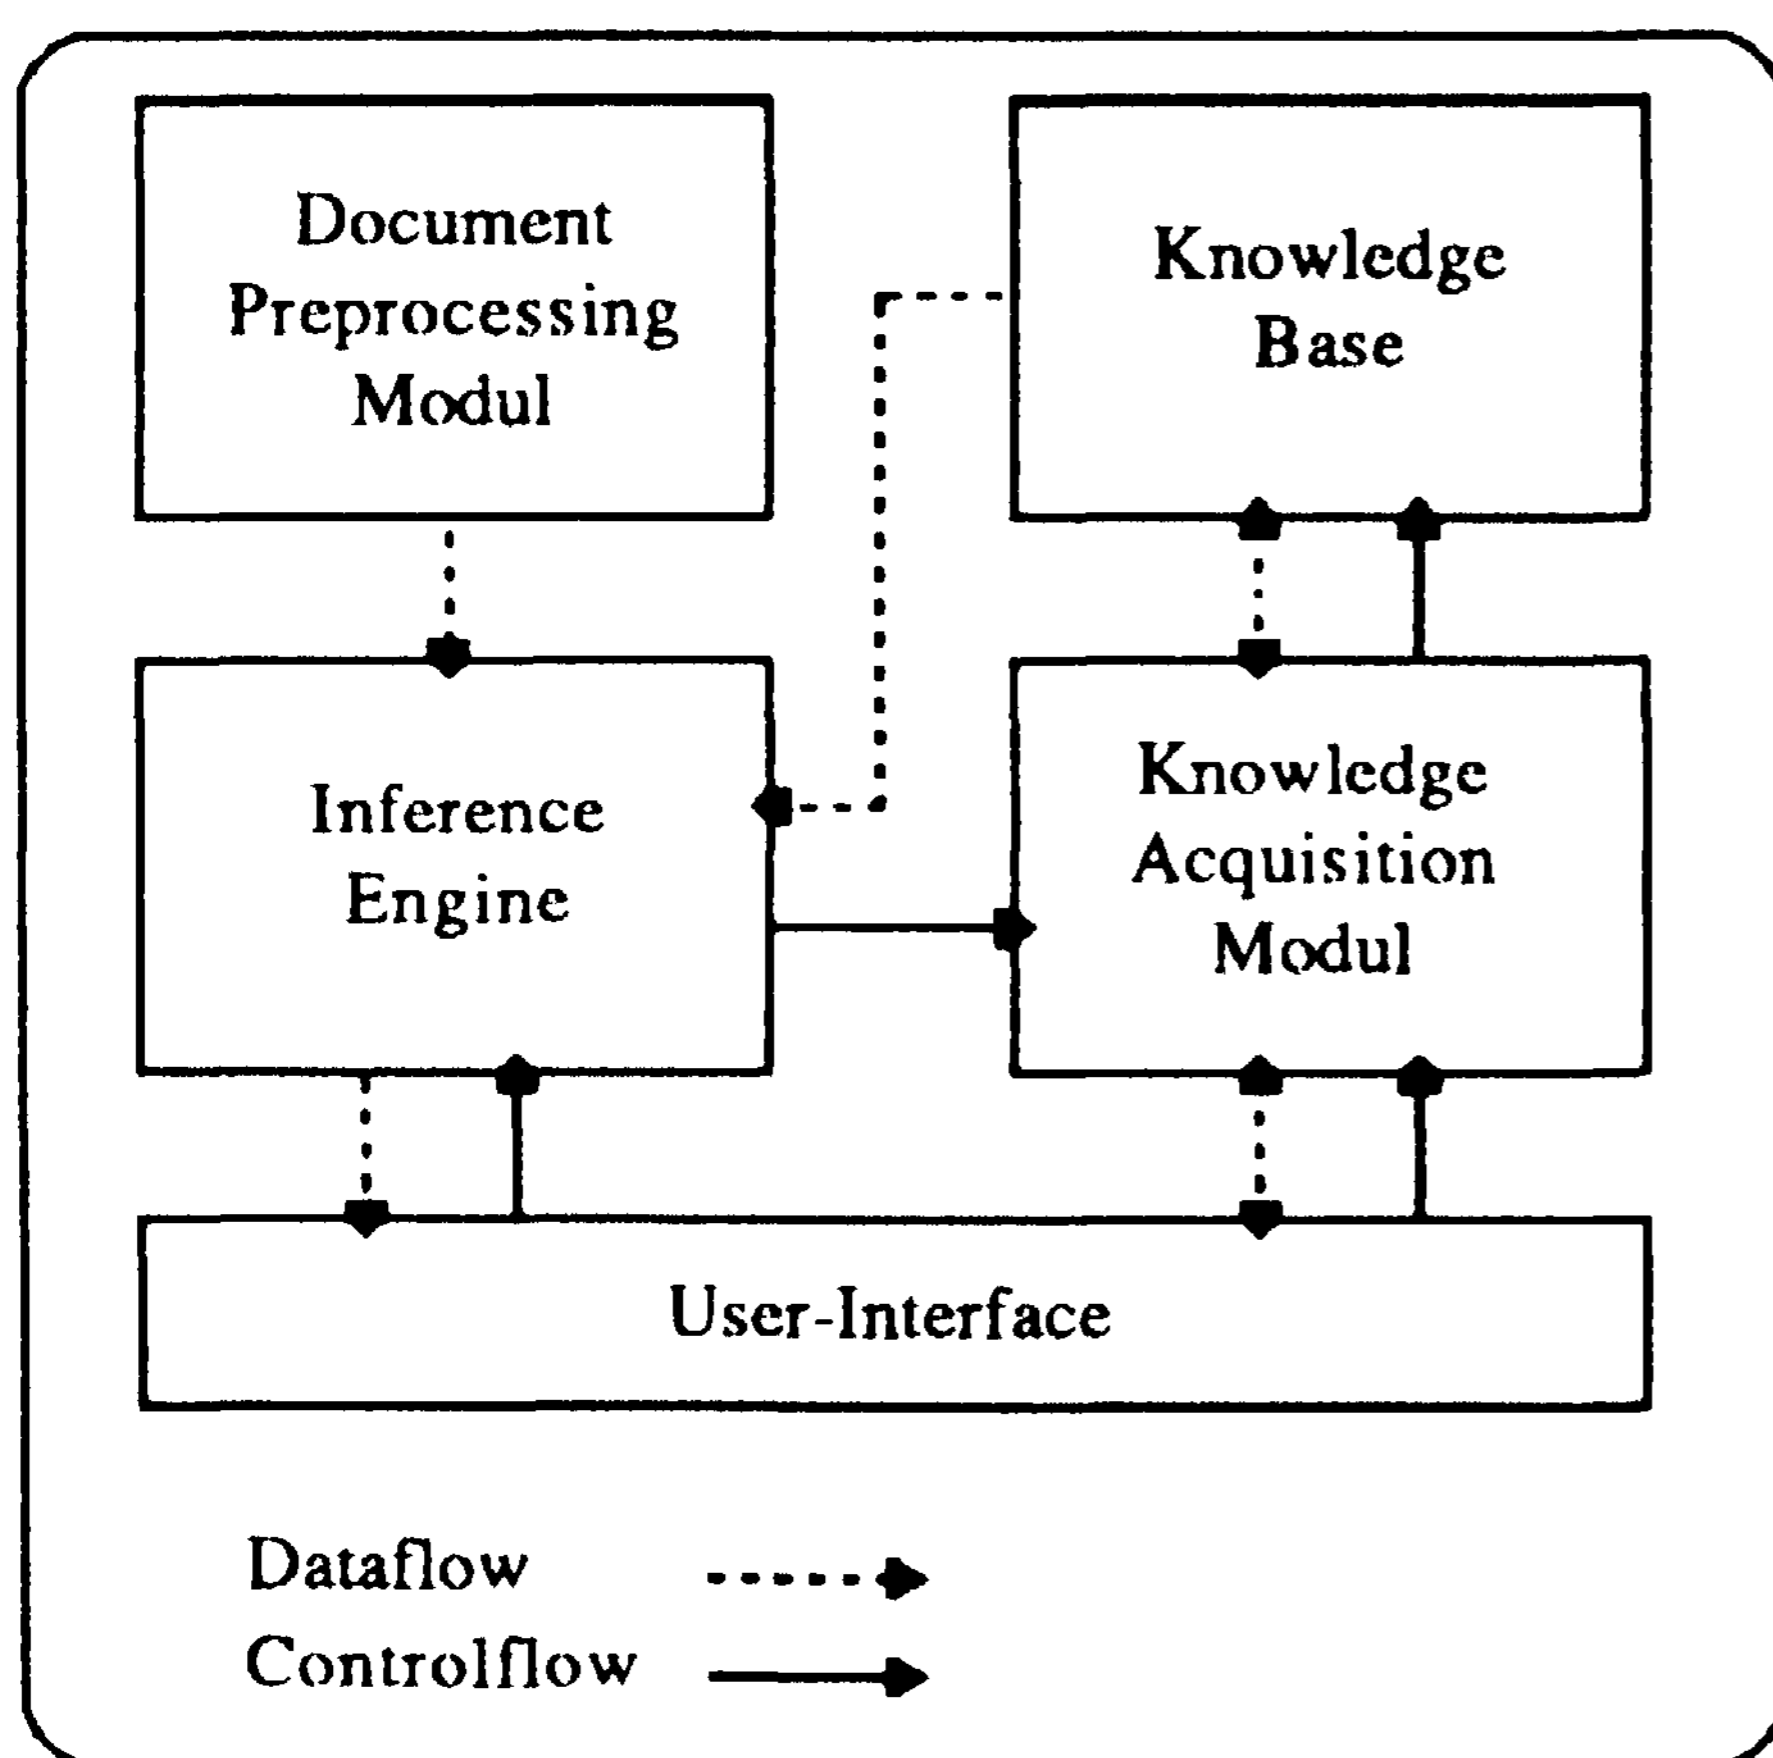 Document
Preprocessing
Modul
Knowledge
Base
Inference
Engine
Knowledge
Acquisition
Modul
User-Interface
Dataflow
Controlflow